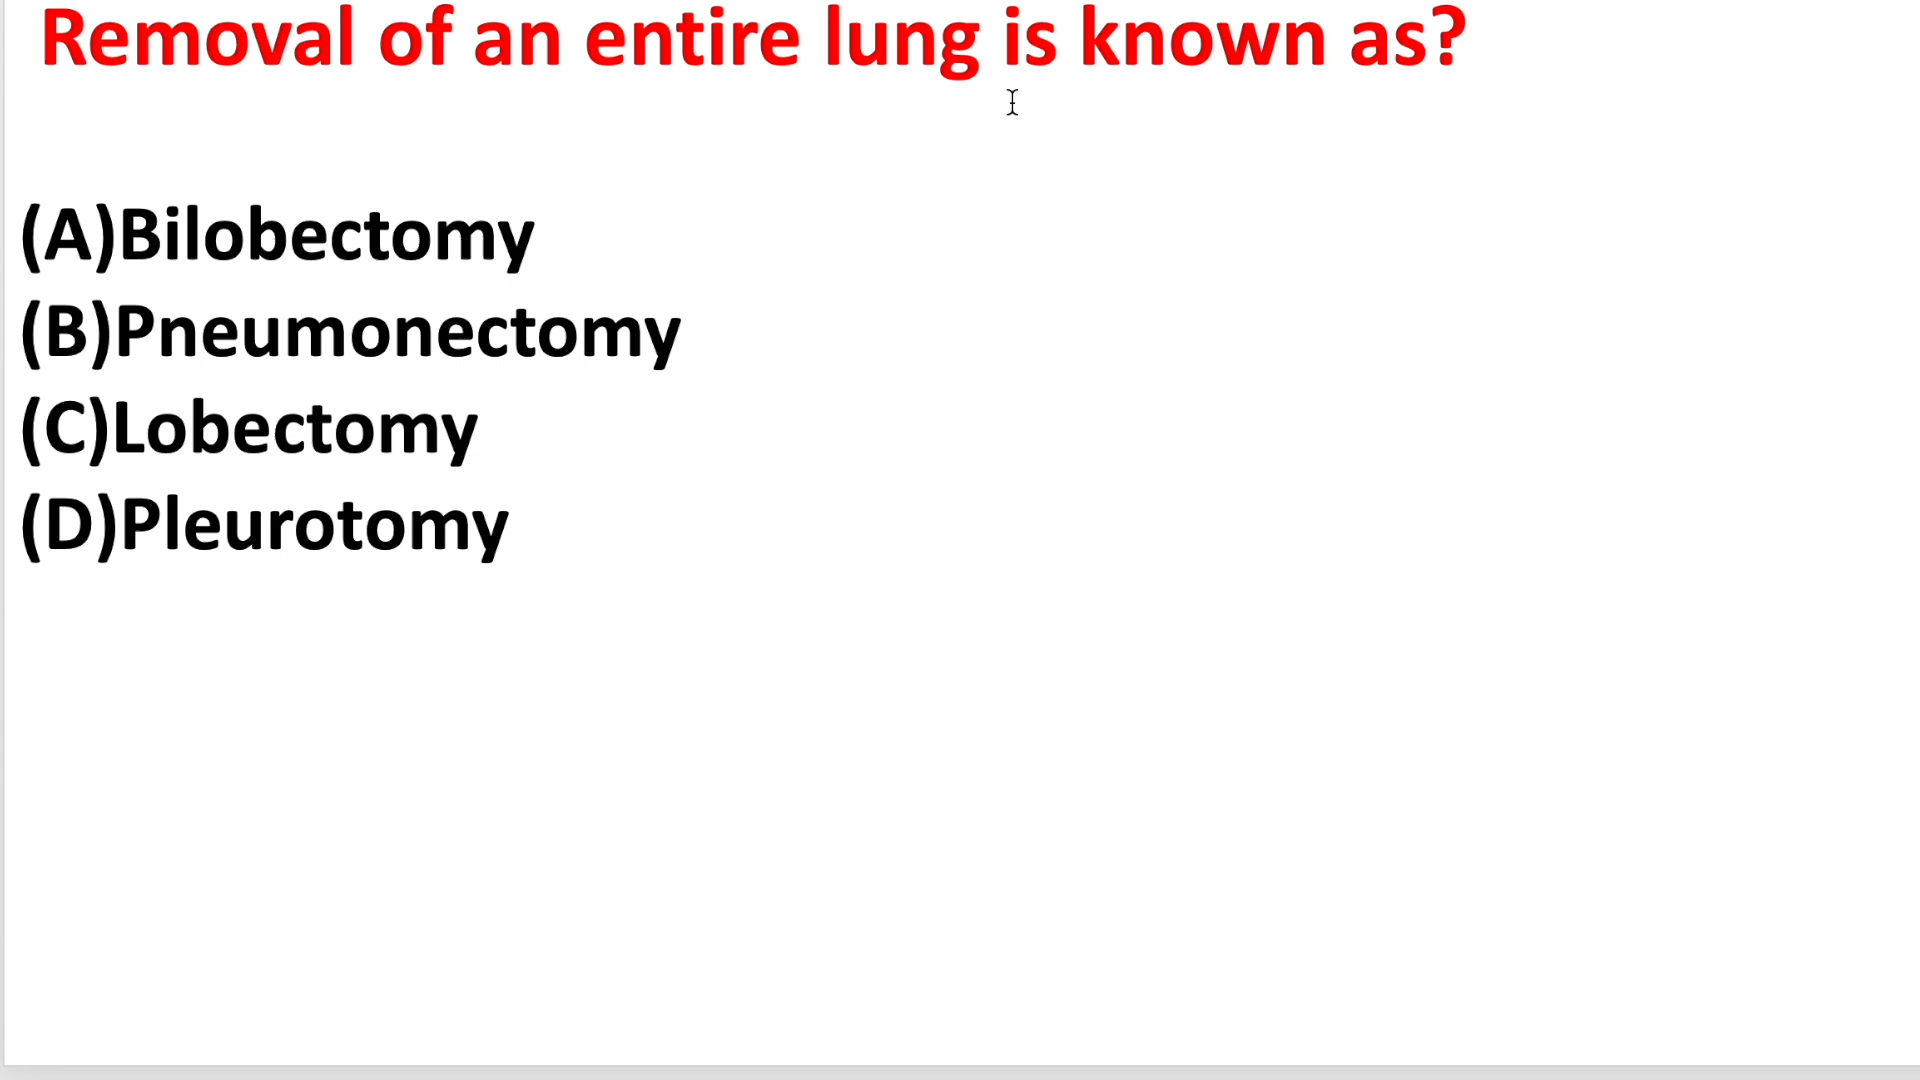 Removal of an entire lung is known as?
(A)Bilobectomy
(B)Pneumonectomy
(C)Lobectomy
(D)Pleurotomy